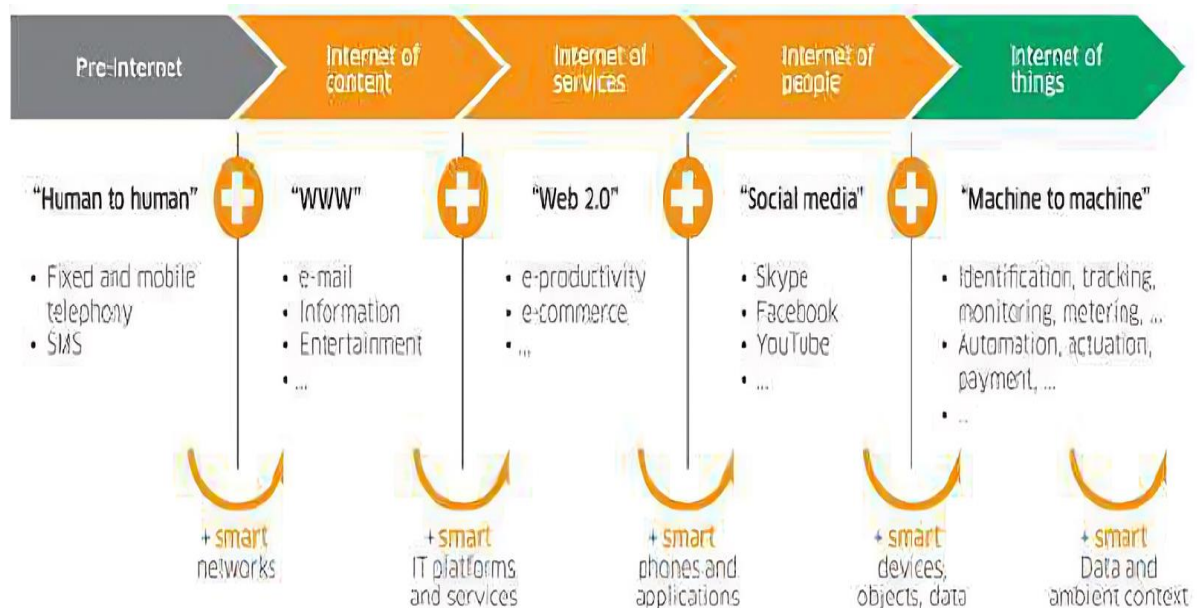 Pre-Internet
Internet of
content
Internet of
services
Internet of
people
Internet of
things
"Human to human"
"WWW"
"Web 2.0"
"Social media"
"Machine to machine"
• Fixed and mobile
telephony
• SMS
• e-mail
• Information
• Entertainment
• ...
• e-productivity
• e-commerce
• ...
• Skype
• Facebook
• YouTube
• ...
• Identification, tracking,
monitoring, metering, ...
• Automation, actuation,
payment, ...
• ...
+ smart
networks
+ smart
IT platforms
and services
+ smart
phones and
applications
+ smart
devices,
objects, data
+ smart
Data and
ambient context